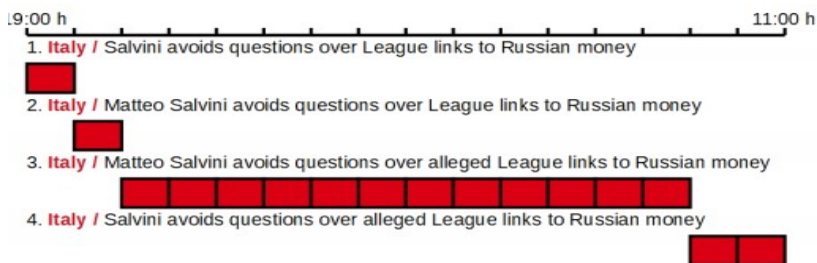 19:00 h 11:00 h
1. Italy / Salvini avoids questions over League links to Russian money
2. Italy / Matteo Salvini avoids questions over League links to Russian money
3. Italy / Matteo Salvini avoids questions over alleged League links to Russian money
4. Italy / Salvini avoids questions over alleged League links to Russian money